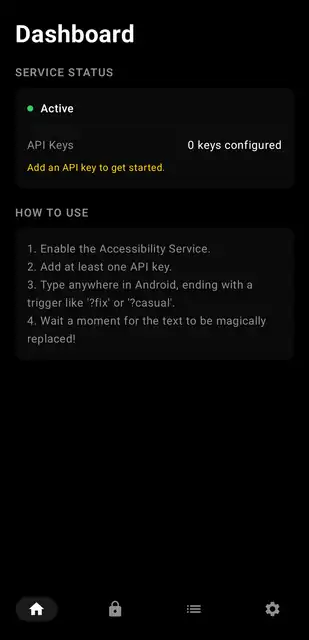 Dashboard
SERVICE STATUS
Active
API Keys 0 keys configured
Add an API key to get started.
HOW TO USE
1. Enable the Accessibility Service.
2. Add at least one API key.
3. Type anywhere in Android, ending with a
trigger like '?fix' or '?casual'.
4. Wait a moment for the text to be magically
replaced!